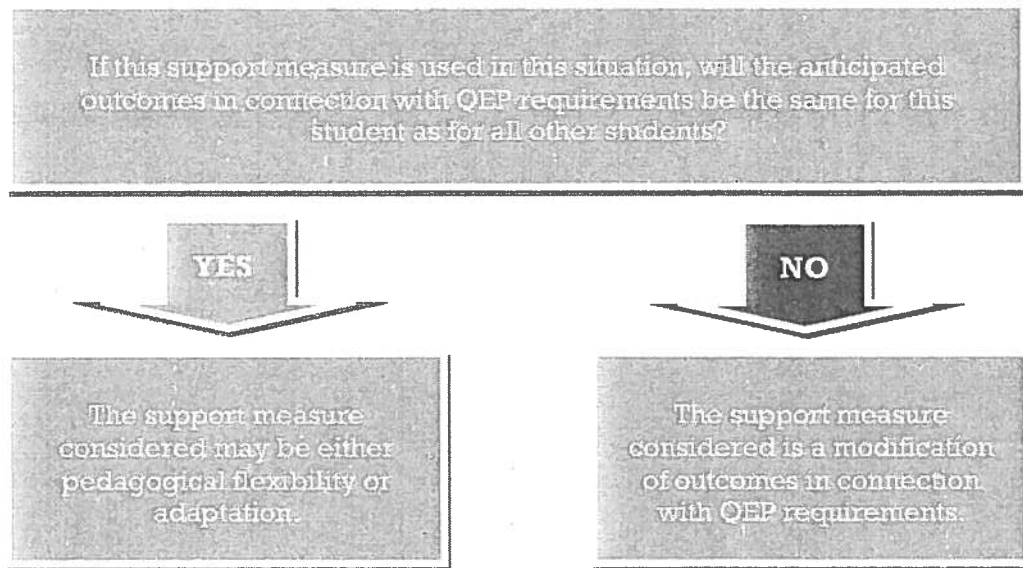 If this support measure is used in this situation, will the anticipated
outcomes in connection with QEP requirements be the same for this
student as for all other students?
YES
NO
The support measure
considered may be either
pedagogical flexibility or
adaptation.
The support measure
considered is a modification
of outcomes in connection
with QEP requirements.